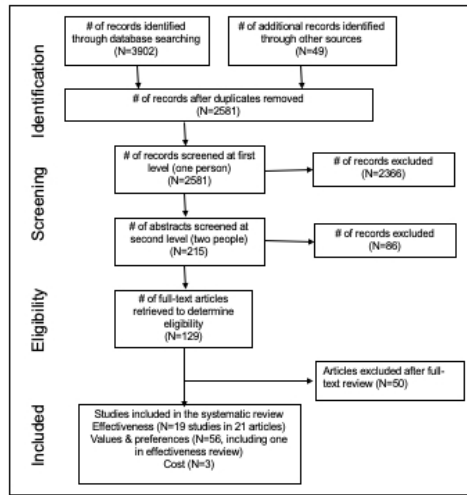 # of records identified
through database searching
(N=3902)
# of additional records identified
through other sources
(N=49)
Identification
# of records after duplicates removed
(N=2581)
# of records screened at first
level (one person)
(N=2581)
# of records excluded
(N=2366)
Screening
# of abstracts screened at
second level (two people)
(N=215)
# of records excluded
(N=86)
Eligibility
# of full-text articles
retrieved to determine
eligibility
(N=129)
Articles excluded after full-
text review (N=50)
Included
Studies included in the systematic review
Effectiveness (N=19 studies in 21 articles)
Values & preferences (N=56, including one
in effectiveness review)
Cost (N=3)